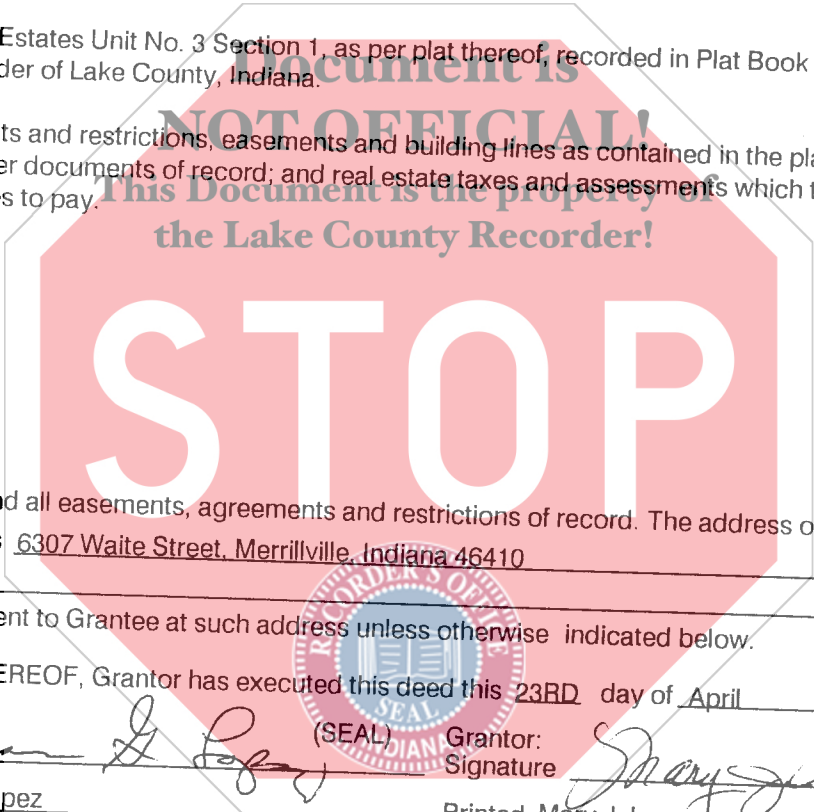 Estates Unit No. 3 Section 1, as per plat thereof, recorded in Plat Book
der of Lake County, Indiana.
Document is
NOT OFFICIAL!
ts and restrictions, easements and building lines as contained in the pla
er documents of record; and real estate taxes and assessments which t
This Document is the property of
s to pay.
the Lake County Recorder!
STOP
d all easements, agreements and restrictions of record. The address o
s 6307 Waite Street, Merrillville, Indiana 46410
RECORDER'S OFFICE
ent to Grantee at such address unless otherwise indicated below.
EREOF, Grantor has executed this deed this 23RD day of April
SEAL
INDIANA
(SEAL) Grantor:
Signature Mary
pez
Printed Mary